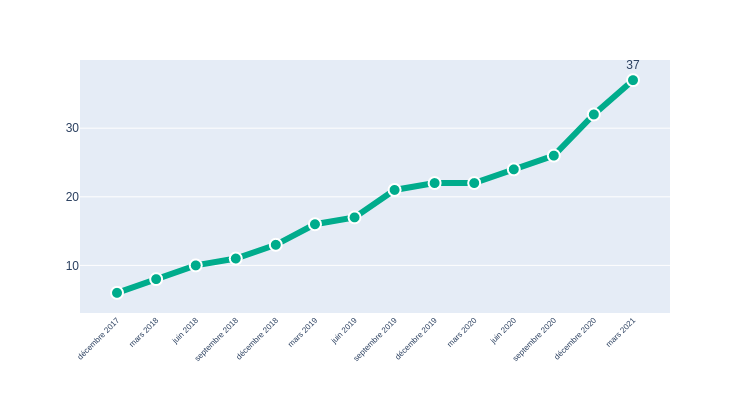 37
30
20
10
décembre 2017
mars 2018
juin 2018
septembre 2018
décembre 2018
mars 2019
juin 2019
septembre 2019
décembre 2019
mars 2020
juin 2020
septembre 2020
décembre 2020
mars 2021